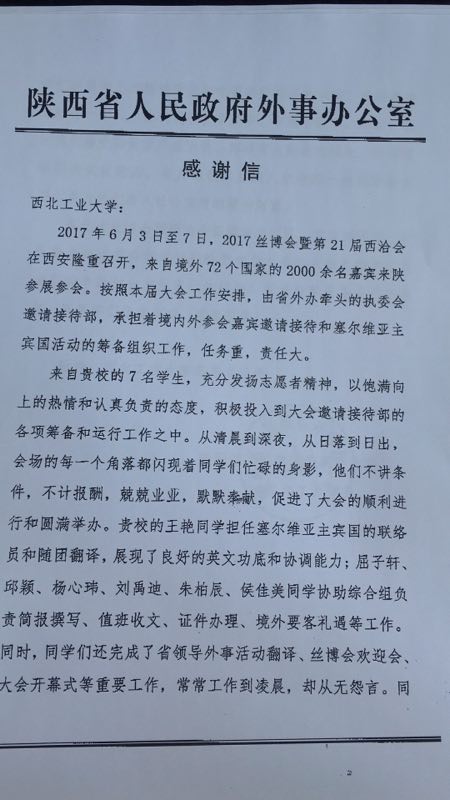 陕西省人民政府外事办公室
感谢信
西北工业大学：
2017年6月3日至7日，2017丝博会暨第21届西洽会
在西安隆重召开，来自境外72个国家的2000余名嘉宾来陕
参展参会。按照本届大会工作安排，由省外办牵头的执委会
邀请接待部，承担着境内外参会嘉宾邀请接待和塞尔维亚主
宾国活动的筹备组织工作，任务重，责任大。
来自贵校的7名学生，充分发扬志愿者精神，以饱满向
上的热情和认真负责的态度，积极投入到大会邀请接待部的
各项筹备和运行工作之中。从清晨到深夜，从日落到日出，
会场的每一个角落都闪现着同学们忙碌的身影，他们不讲条
件，不计报酬，兢兢业业，默默奉献，促进了大会的顺利进
行和圆满举办。贵校的王艳同学担任塞尔维亚主宾国的联络
员和随团翻译，展现了良好的英文功底和协调能力；屈子轩、
邱颖、杨心玮、刘禹迪、朱柏辰、侯佳美同学协助综合组负
责简报撰写、值班收文、证件办理、境外要客礼遇等工作。
同时，同学们还完成了省领导外事活动翻译、丝博会欢迎会、
大会开幕式等重要工作，常常工作到凌晨，却从无怨言。同
2